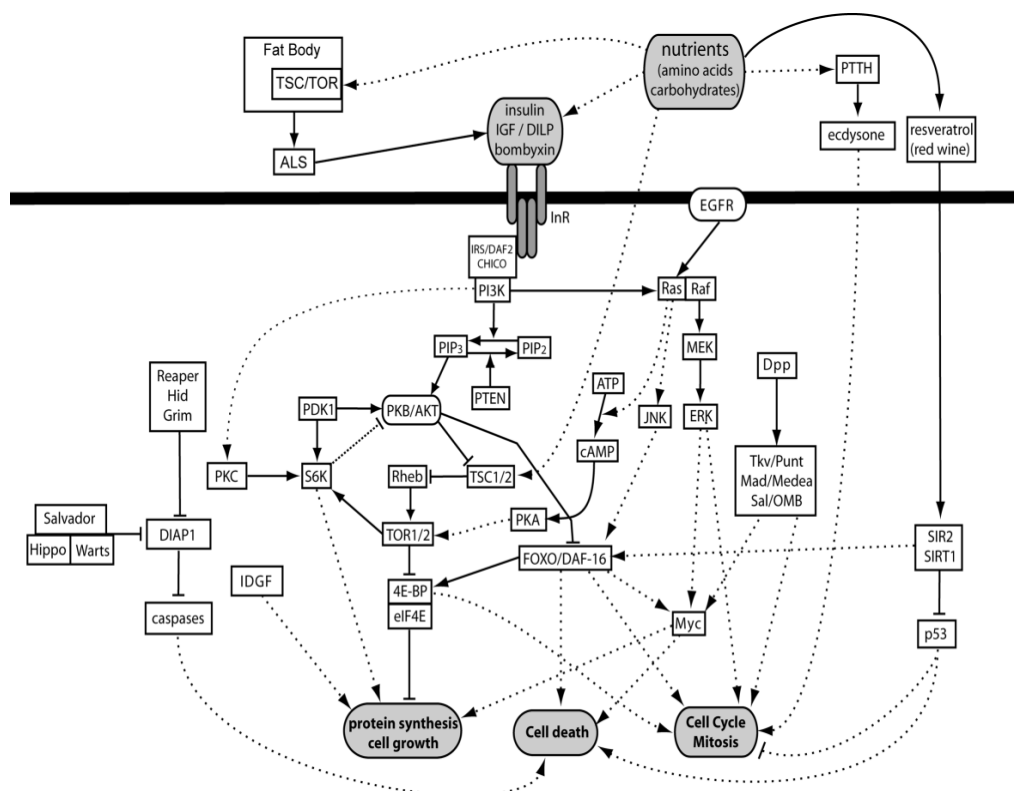 Fat Body
TSC/TOR
ALS
nutrients
(amino acids
carbohydrates)
insulin
IGF / DILP
bombyxin
PTTH
ecdysone
resveratrol
(red wine)
EGFR
InR
IRS/DAF2
CHICO
PI3K
Ras
Raf
PIP3
PIP2
MEK
PTEN
ATP
Dpp
Reaper
Hid
Grim
PDK1
PKB/AKT
JNK
ERK
cAMP
PKC
S6K
Rheb
TSC1/2
Tkv/Punt
Mad/Medea
Sal/OMB
Salvador
Hippo
Warts
DIAP1
TOR1/2
PKA
FOXO/DAF-16
SIR2
SIRT1
IDGF
4E-BP
eIF4E
caspases
Myc
p53
protein synthesis
cell growth
Cell death
Cell Cycle
Mitosis